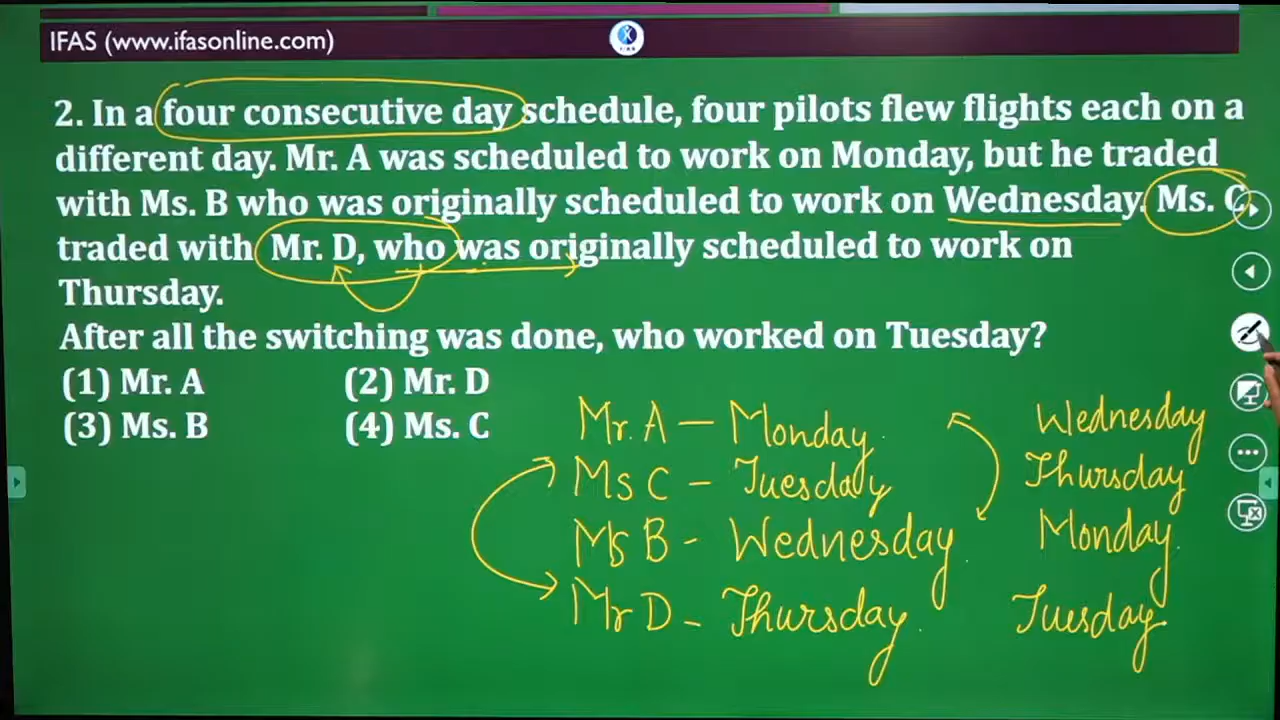 IFAS (www.ifasonline.com)
2. In a four consecutive day schedule, four pilots flew flights each on a
different day. Mr. A was scheduled to work on Monday, but he traded
with Ms. B who was originally scheduled to work on Wednesday. Ms. C
traded with Mr. D, who was originally scheduled to work on
Thursday.
After all the switching was done, who worked on Tuesday?
(1) Mr. A (2) Mr. D
(3) Ms. B (4) Ms. C
Mr. A — Monday. Wednesday
Ms C - Tuesday Thursday
Ms B - Wednesday. Monday.
Mr D - Thursday. Tuesday